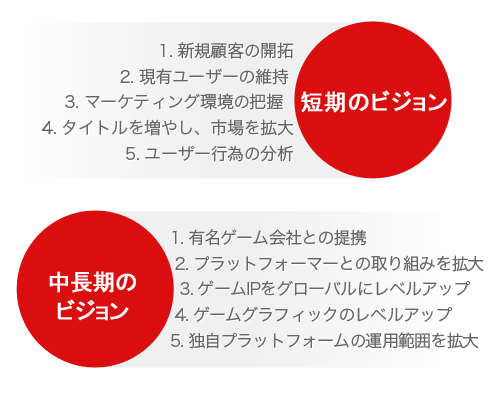 1. 新規顧客の開拓
2. 現有ユーザーの維持
3. マーケティング環境の把握
4. タイトルを増やし、市場を拡大
5. ユーザー行為の分析
短期のビジョン
中長期の
ビジョン
1. 有名ゲーム会社との提携
2. プラットフォーマーとの取り組みを拡大
3. ゲームIPをグローバルにレベルアップ
4. ゲームグラフィックのレベルアップ
5. 独自プラットフォームの運用範囲を拡大